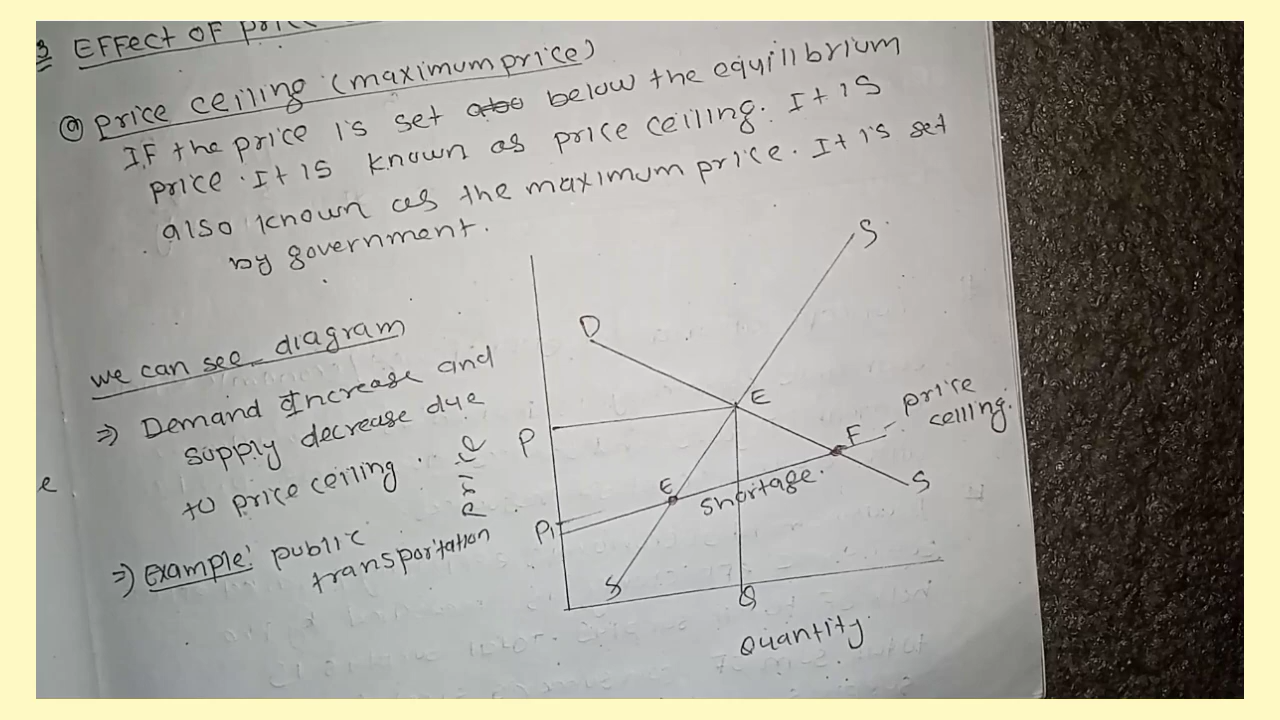 3 Effect of
a) Price ceiling (maximum price)
If the price is set below the equilibrium
price. It is known as price ceiling. It is
also known as the maximum price. It is set
by government.
we can see diagram
⇒ Demand Increase and
supply decrease due
to price ceiling.
⇒ Example: public
transportation
Price
S
D
E
P
F
price
ceiling.
E
shortage.
S
P1
S
Q
Quantity
e